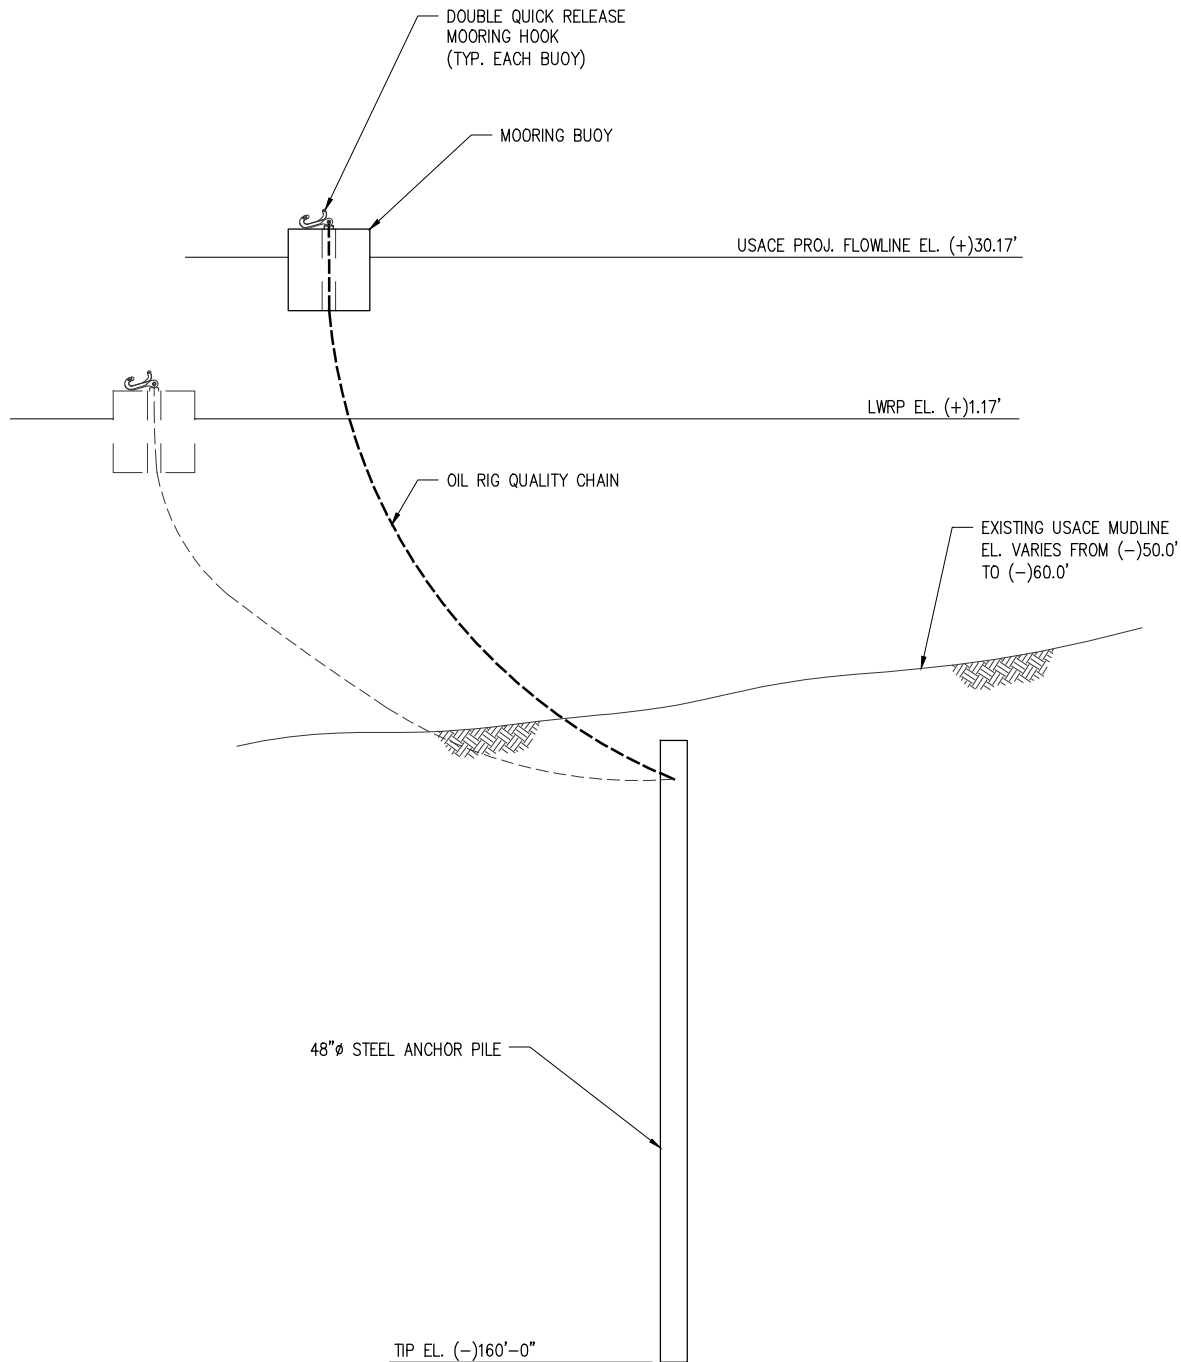 DOUBLE QUICK RELEASE
MOORING HOOK
(TYP. EACH BUOY)
MOORING BUOY
USACE PROJ. FLOWLINE EL. (+)30.17'
LWRP EL. (+)1.17'
OIL RIG QUALITY CHAIN
EXISTING USACE MUDLINE
EL. VARIES FROM (-)50.0'
TO (-)60.0'
48"ø STEEL ANCHOR PILE
TIP EL. (-)160'-0"